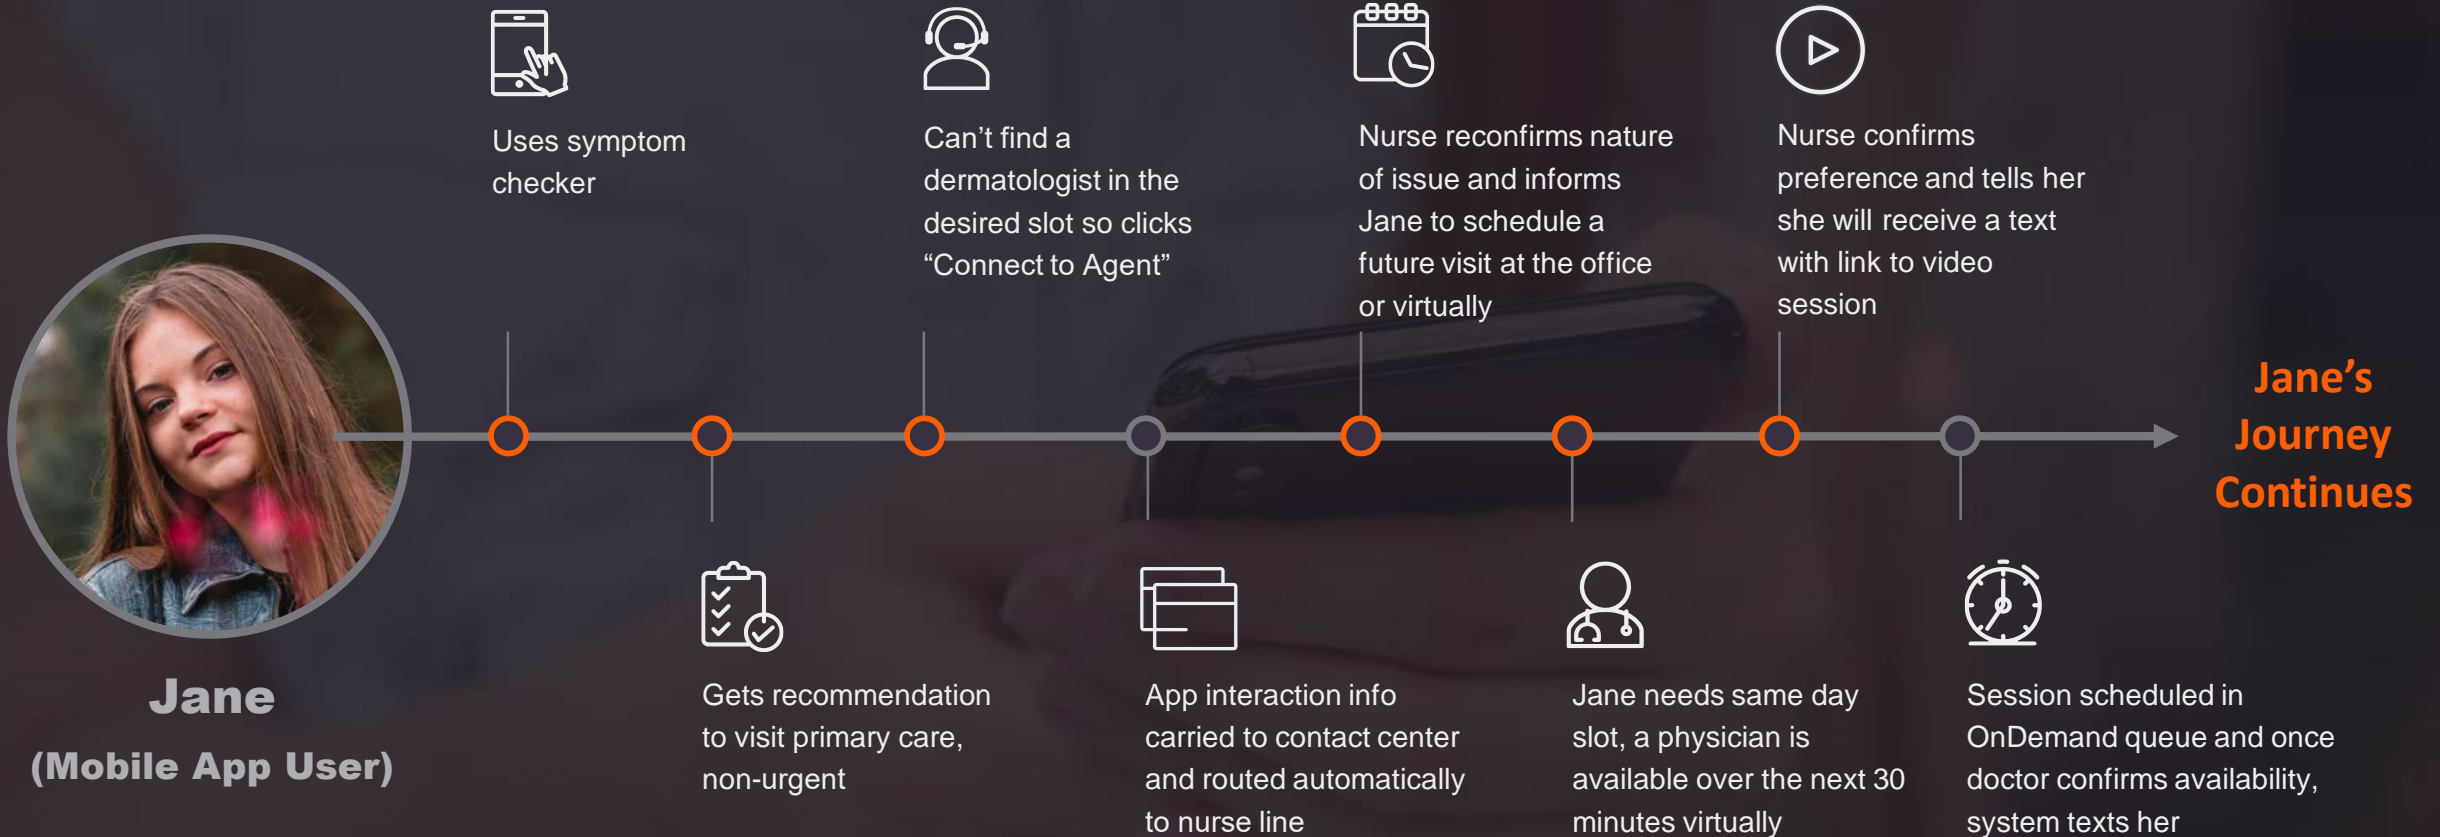 Uses symptom
checker
Can’t find a
dermatologist in the
desired slot so clicks
“Connect to Agent”
Nurse reconfirms nature
of issue and informs
Jane to schedule a
future visit at the office
or virtually
Nurse confirms
preference and tells her
she will receive a text
with link to video
session
Jane’s
Journey
Continues
Jane
(Mobile App User)
Gets recommendation
to visit primary care,
non-urgent
App interaction info
carried to contact center
and routed automatically
to nurse line
Jane needs same day
slot, a physician is
available over the next 30
minutes virtually
Session scheduled in
OnDemand queue and once
doctor confirms availability,
system texts her